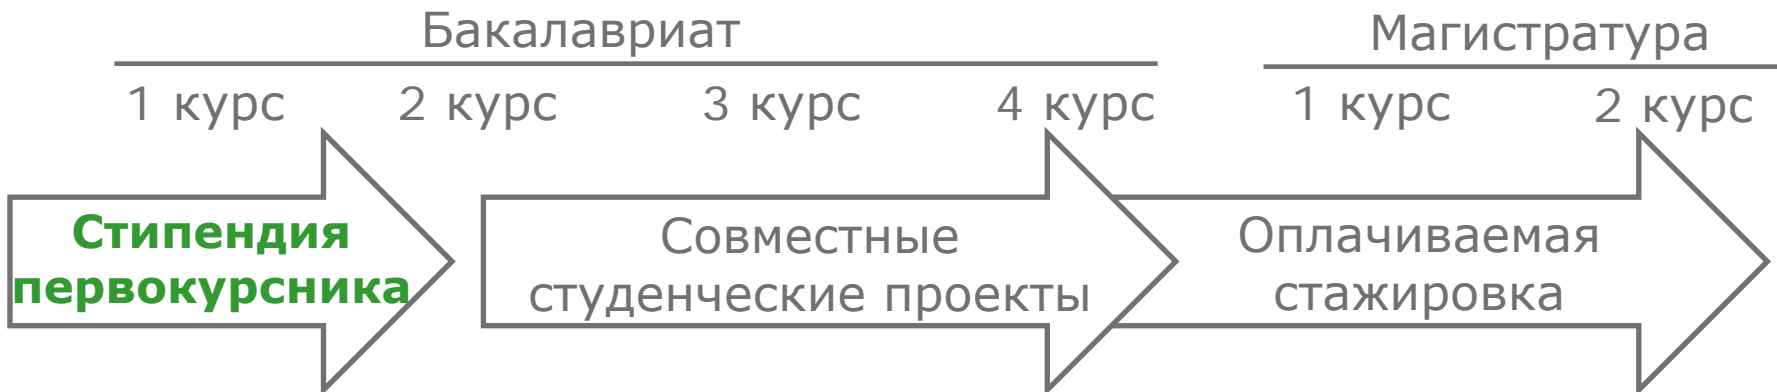 Бакалавриат
Магистратура
1 курс
2 курс
3 курс
4 курс
1 курс
2 курс
Стипендия
первокурсника
Совместные
студенческие проекты
Оплачиваемая
стажировка